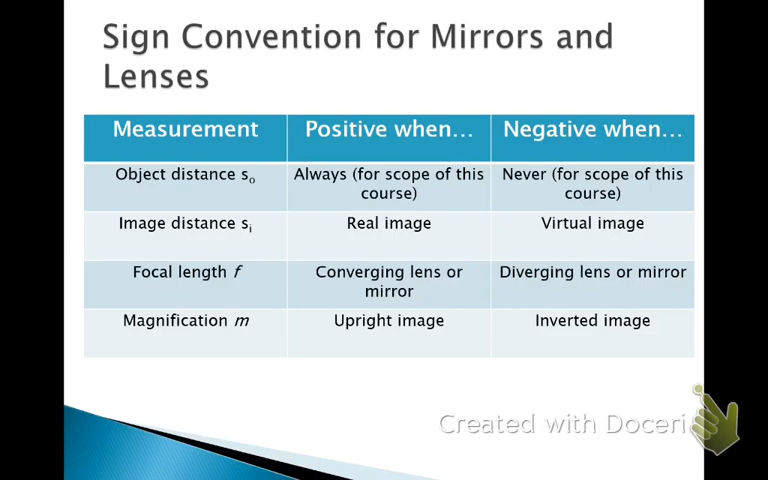 Sign Convention for Mirrors and
Lenses
Measurement Positive when... Negative when...
Object distance so Always (for scope of this course) Never (for scope of this course)
Image distance si Real image Virtual image
Focal length f Converging lens or mirror Diverging lens or mirror
Magnification m Upright image Inverted image
Created with Doceri